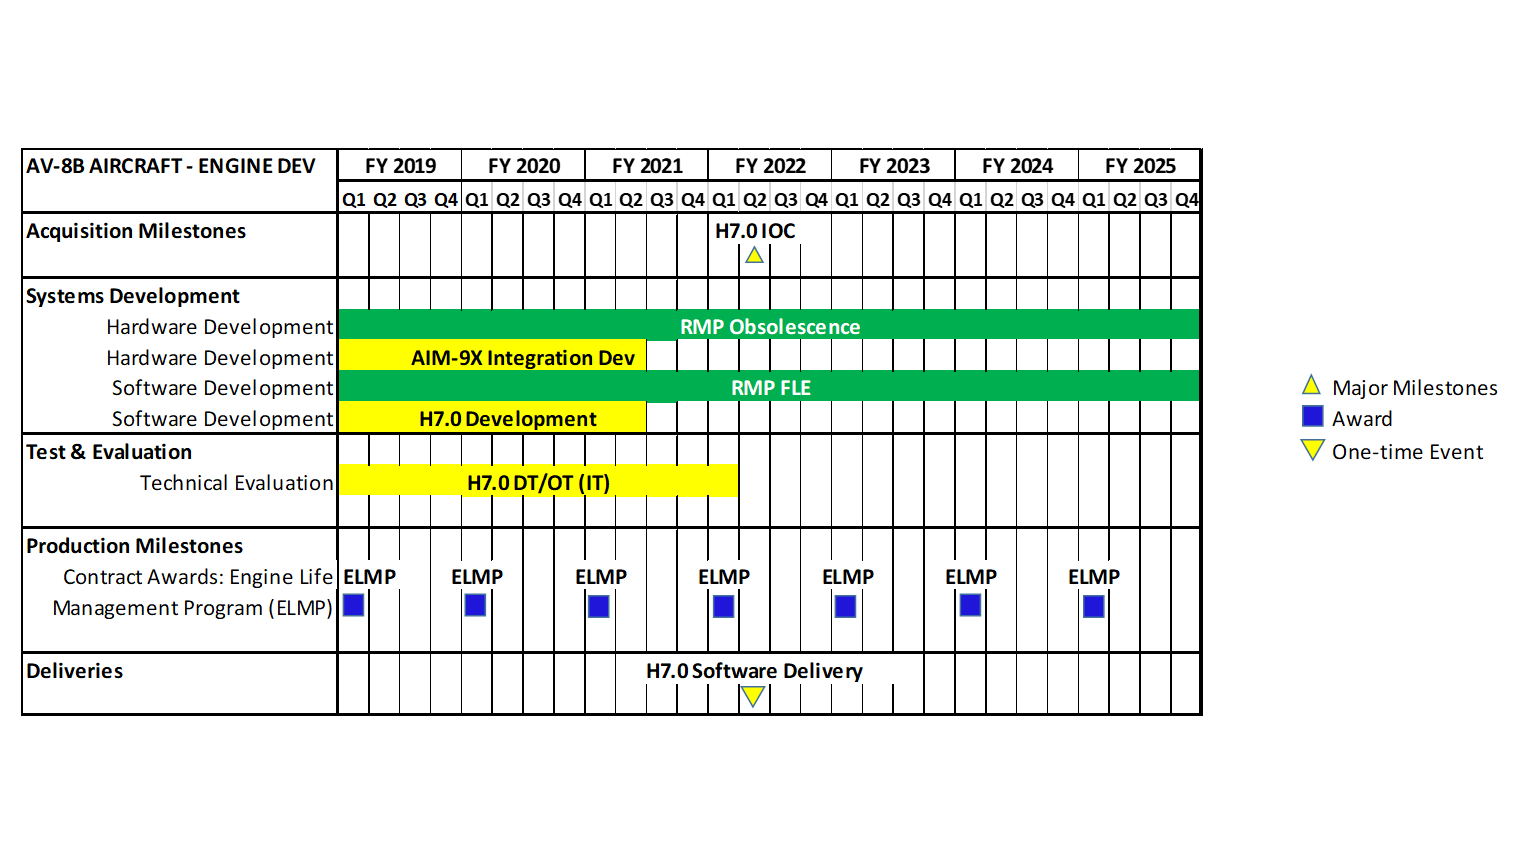 AV-8B AIRCRAFT - ENGINE DEV FY 2019 FY 2020 FY 2021 FY 2022 FY 2023 FY 2024 FY 2025
Q1 Q2 Q3 Q4 Q1 Q2 Q3 Q4 Q1 Q2 Q3 Q4 Q1 Q2 Q3 Q4 Q1 Q2 Q3 Q4 Q1 Q2 Q3 Q4 Q1 Q2 Q3 Q4
Acquisition Milestones H7.0 IOC
Systems Development
Hardware Development RMP Obsolescence
Hardware Development AIM-9X Integration Dev
Software Development RMP FLE
Software Development H7.0 Development
Test & Evaluation
Technical Evaluation H7.0 DT/OT (IT)
Production Milestones
Contract Awards: Engine Life ELMP ELMP ELMP ELMP ELMP ELMP ELMP
Management Program (ELMP)
Deliveries H7.0 Software Delivery
Major Milestones
Award
One-time Event